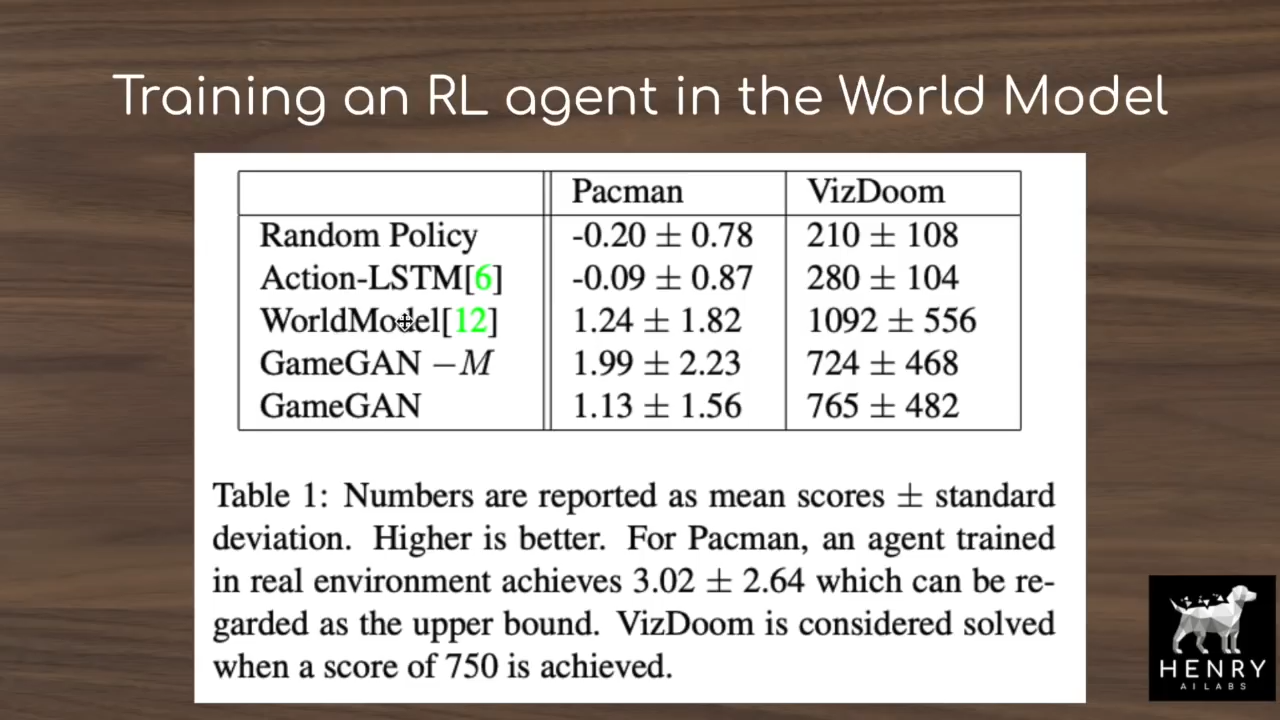 Training an RL agent in the World Model
Pacman VizDoom
Random Policy -0.20 ± 0.78 210 ± 108
Action-LSTM[6] -0.09 ± 0.87 280 ± 104
WorldModel[12] 1.24 ± 1.82 1092 ± 556
GameGAN −M 1.99 ± 2.23 724 ± 468
GameGAN 1.13 ± 1.56 765 ± 482
Table 1: Numbers are reported as mean scores ± standard
deviation. Higher is better. For Pacman, an agent trained
in real environment achieves 3.02 ± 2.64 which can be re-
garded as the upper bound. VizDoom is considered solved
when a score of 750 is achieved.
HENRY
AI LABS